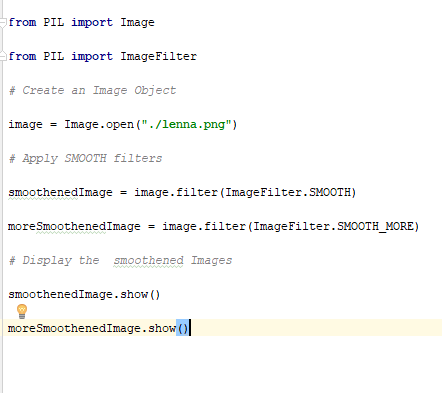 from PIL import Image
from PIL import ImageFilter
# Create an Image Object
image = Image.open("./lenna.png")
# Apply SMOOTH filters
smoothenedImage = image.filter(ImageFilter.SMOOTH)
moreSmoothenedImage = image.filter(ImageFilter.SMOOTH_MORE)
# Display the  smoothened Images
smoothenedImage.show()
moreSmoothenedImage.show()